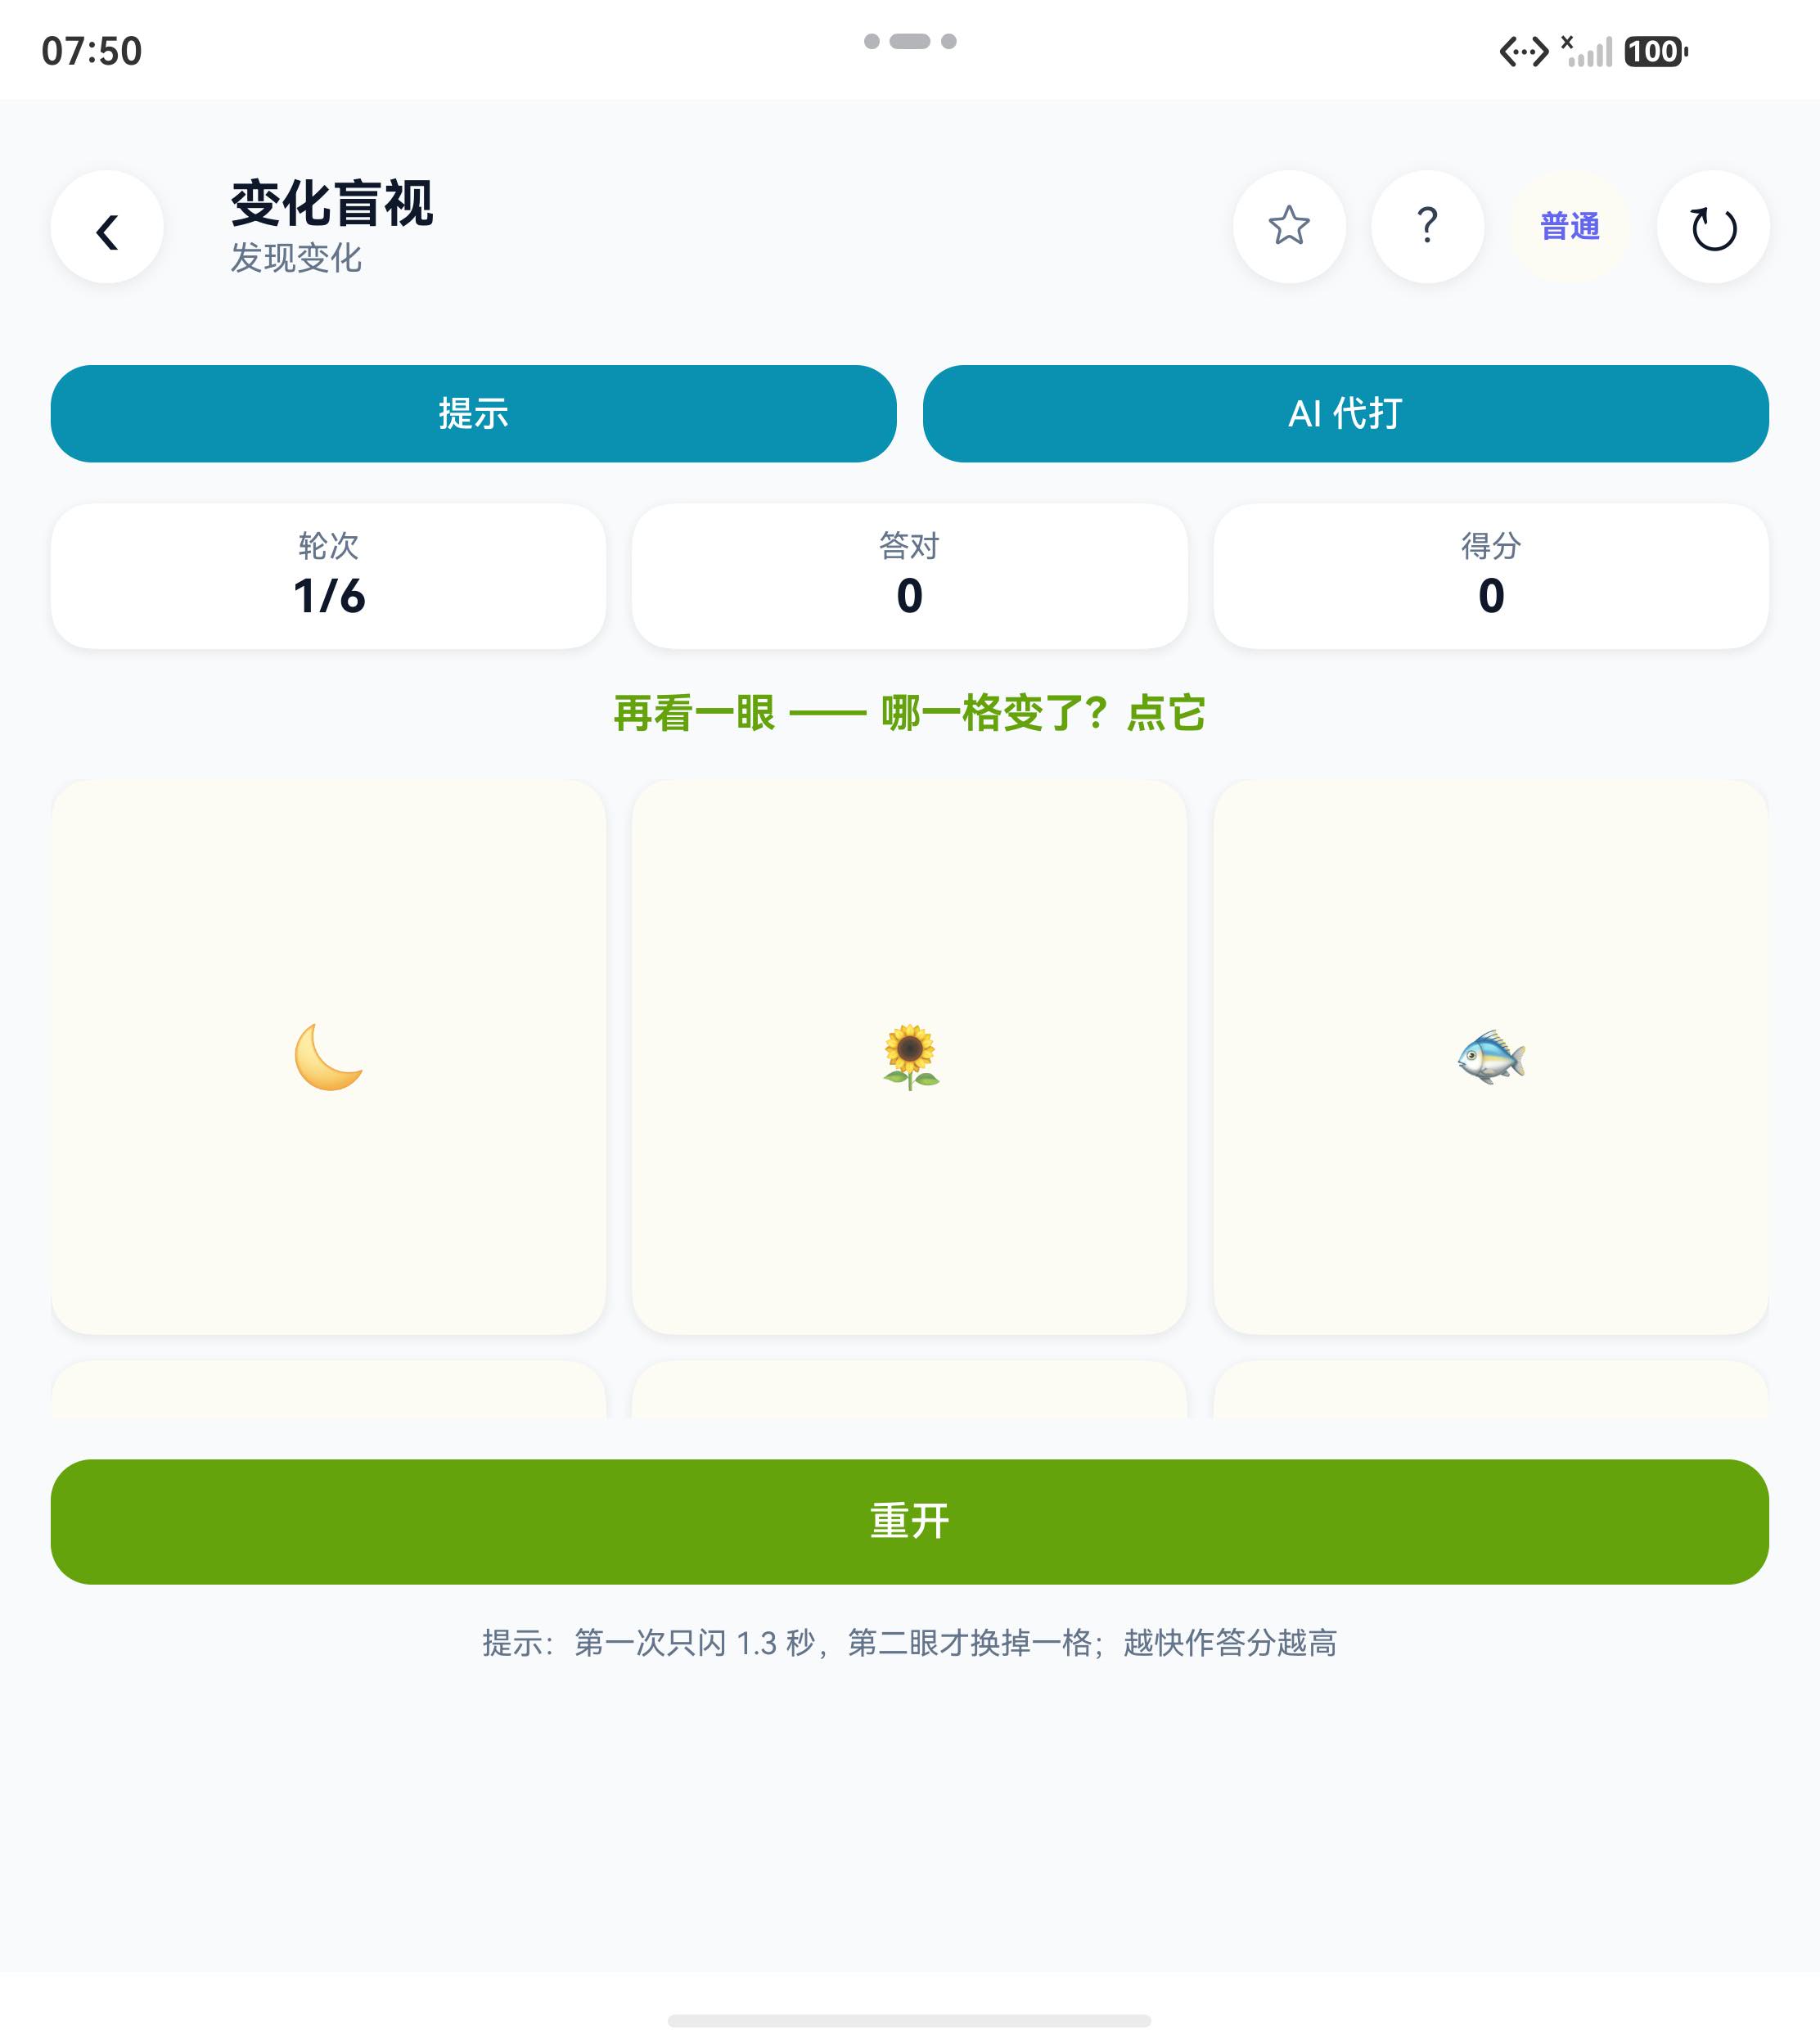 07:50
100
变化盲视
发现变化
?
普通
提示
AI 代打
轮次
1/6
答对
0
得分
0
再看一眼 —— 哪一格变了？点它
重开
提示：第一次只闪 1.3 秒，第二眼才换掉一格；越快作答分越高